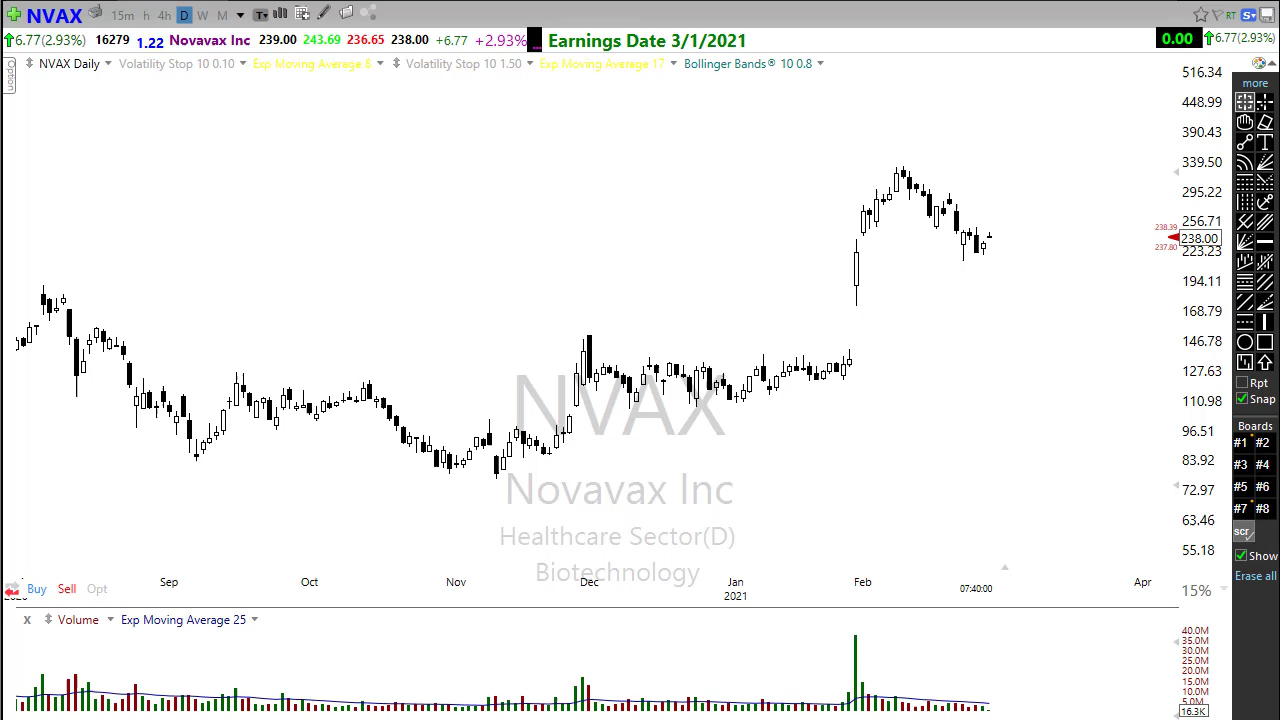 NVAX 15m h 4h D W M RT
6.77(2.93%) 16279 1.22 Novavax Inc 239.00 243.69 236.65 238.00 +6.77 +2.93% Earnings Date 3/1/2021 0.00 6.77(2.93%)
Option NVAX Daily Volatility Stop 10 0.10 Exp Moving Average 8 Volatility Stop 10 1.50 Exp Moving Average 17 Bollinger Bands® 10 0.8
516.34
448.99
390.43
339.50
295.22
256.71
238.39
238.00
237.80
223.23
194.11
168.79
146.78
127.63
110.98
96.51
83.92
72.97
63.46
55.18
15%
NVAX
Novavax Inc
Healthcare Sector(D)
Biotechnology
Buy Sell Opt
Sep Oct Nov Dec Jan Feb Apr
2021 07:40:00
X Volume Exp Moving Average 25
40.0M
35.0M
30.0M
25.0M
20.0M
15.0M
10.0M
5.0M
16.3K
more
Rpt
Snap
Boards
#1 #2
#3 #4
#5 #6
#7 #8
scr
Show
Erase all